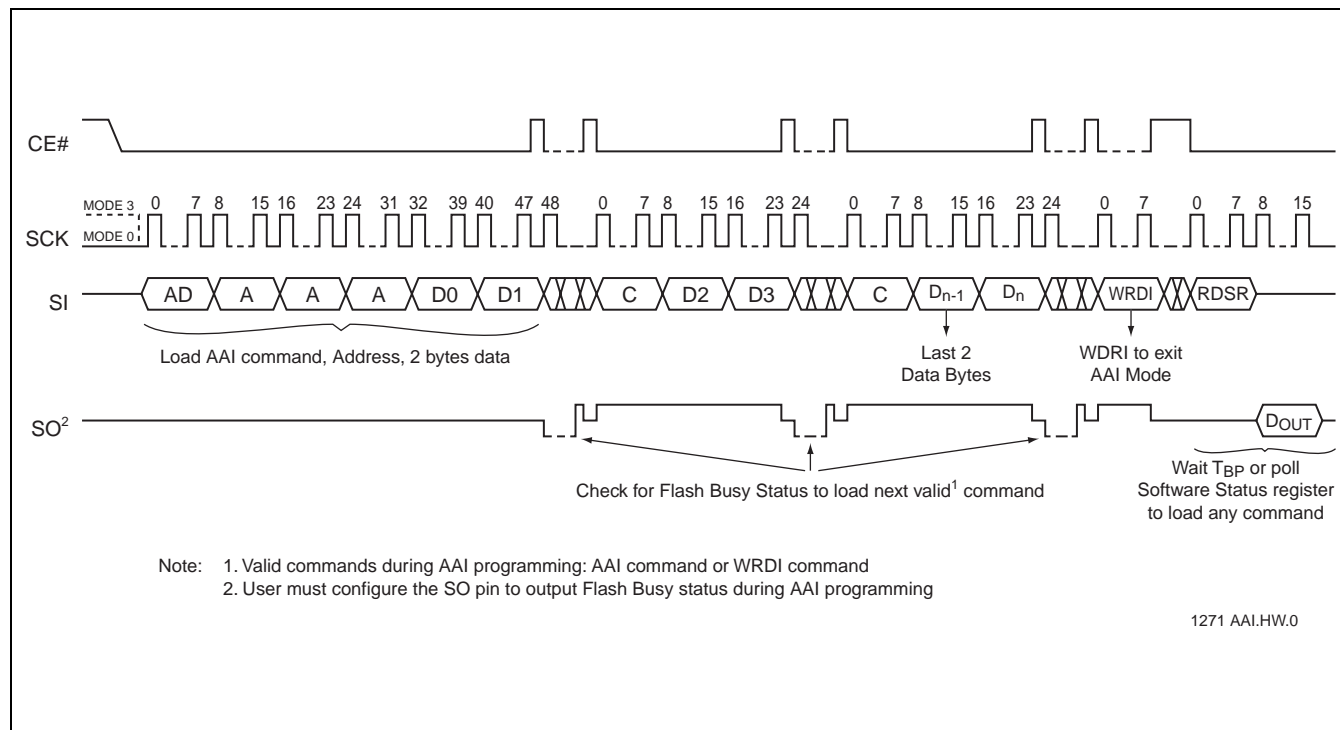 CE#
MODE 3
0 7 8 15 16 23 24 31 32 39 40 47 48 0 7 8 15 16 23 24 0 7 8 15 16 23 24 0 7 0 7 8 15
SCK
MODE 0
SI AD A A A D0 D1 C D2 D3 C Dn-1 Dn WRDI RDSR
Load AAI command, Address, 2 bytes data
Last 2
Data Bytes
WDRI to exit
AAI Mode
SO2
DOUT
Check for Flash Busy Status to load next valid1 command
Wait TBP or poll
Software Status register
to load any command
Note: 1. Valid commands during AAI programming: AAI command or WRDI command
2. User must configure the SO pin to output Flash Busy status during AAI programming
1271 AAI.HW.0